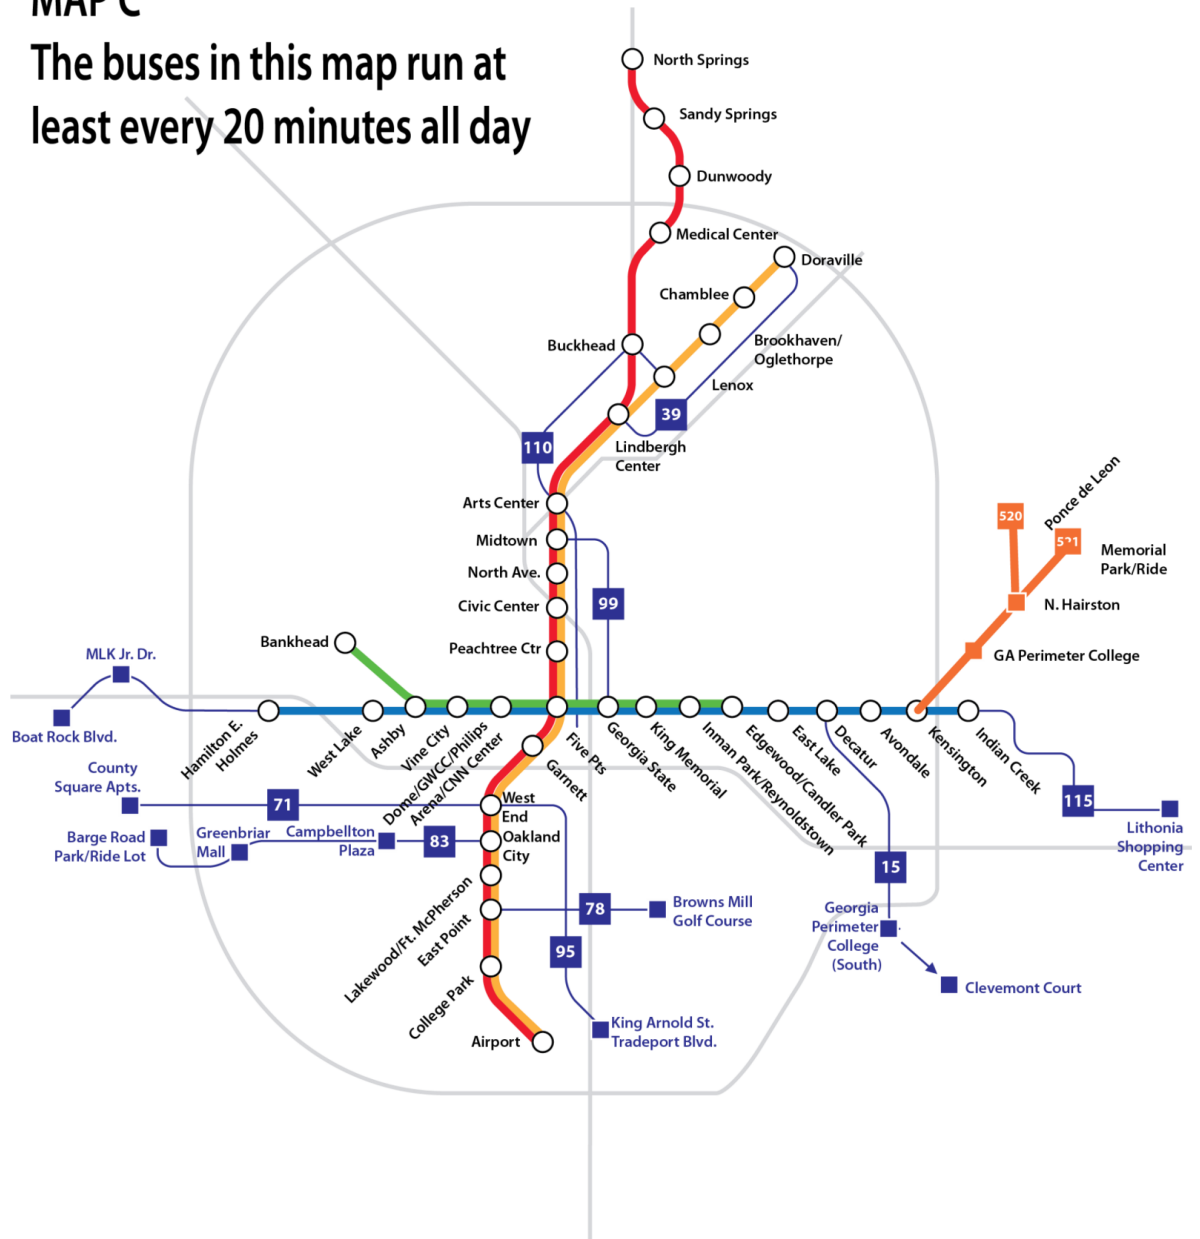 MAP C
The buses in this map run at
least every 20 minutes all day
North Springs
Sandy Springs
Dunwoody
Medical Center
Doraville
Chamblee
Buckhead
Brookhaven/
Oglethorpe
Lenox
39
110
Lindbergh
Center
Arts Center
Midtown
North Ave.
99
Civic Center
Peachtree Ctr
Bankhead
520
Ponce de Leon
521
Memorial
Park/Ride
N. Hairston
GA Perimeter College
MLK Jr. Dr.
Boat Rock Blvd.
Hamilton E.
Holmes
West Lake
Ashby
Vine City
Dome/GWCC/Philips
Arena/CNN Center
Five Pts
Garnett
Georgia State
King Memorial
Inman Park/Reynoldstown
Edgewood/Candler Park
East Lake
Decatur
Avondale
Kensington
Indian Creek
County
Square Apts.
71
West
End
Barge Road
Park/Ride Lot
Greenbriar
Mall
Campbellton
Plaza
83
Oakland
City
115
Lithonia
Shopping
Center
15
Lakewood/Ft. McPherson
East Point
78
Browns Mill
Golf Course
Georgia
Perimeter
College
(South)
95
College Park
Clevemont Court
King Arnold St.
Tradeport Blvd.
Airport